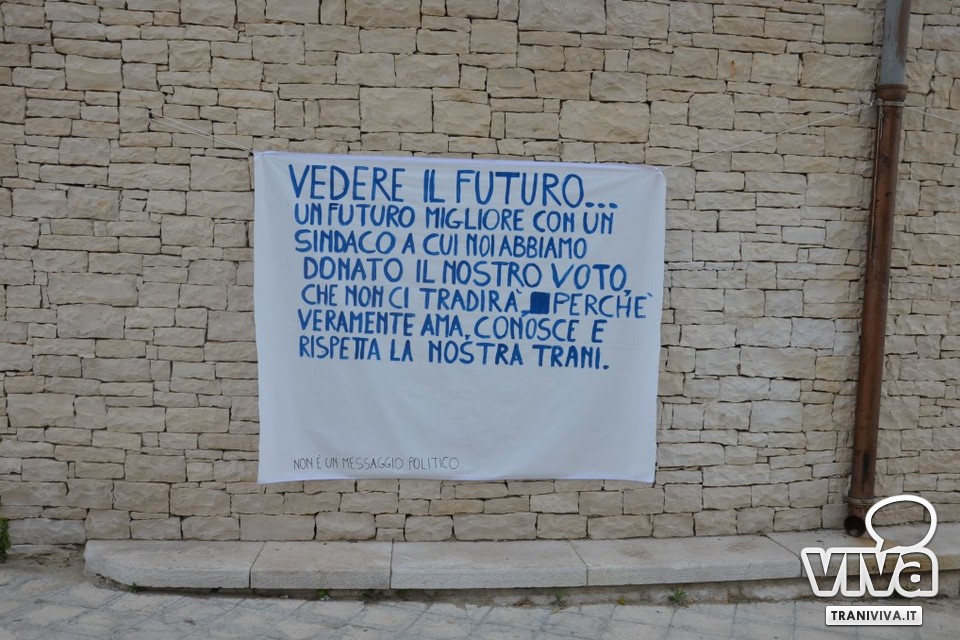 VEDERE IL FUTURO...
UN FUTURO MIGLIORE CON UN
SINDACO A CUI NOI ABBIAMO
DONATO IL NOSTRO VOTO,
CHE NON CI TRADIRÀ, PERCHÈ
VERAMENTE AMA, CONOSCE E
RISPETTA LA NOSTRA TRANI.
NON É UN MESSAGGIO POLITICO
viva
TRANIVIVA.IT